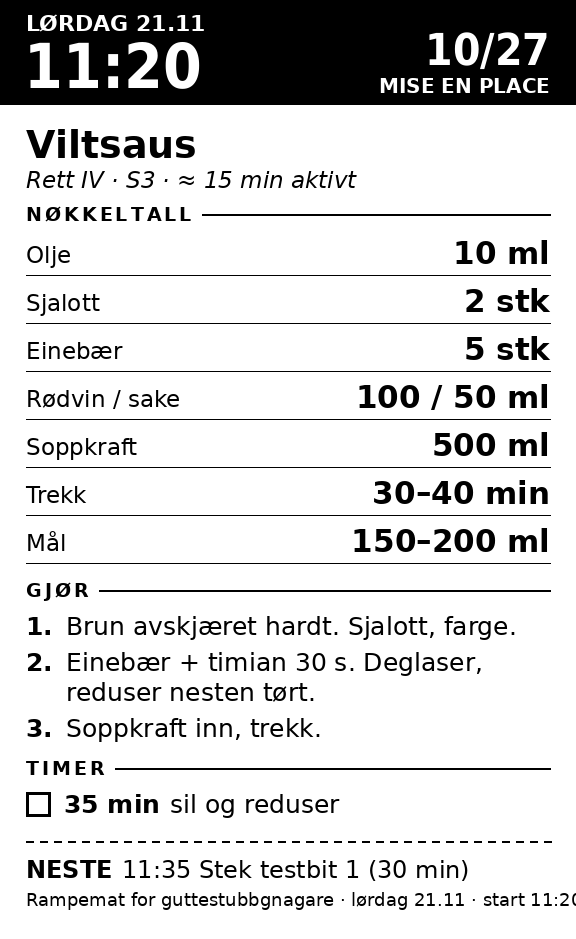 LØRDAG 21.11
11:20
10/27
MISE EN PLACE
Viltsaus
Rett IV · S3 · ≈ 15 min aktivt
NØKKELTALL
Olje 10 ml
Sjalott 2 stk
Einebær 5 stk
Rødvin / sake 100 / 50 ml
Soppkraft 500 ml
Trekk 30–40 min
Mål 150–200 ml
GJØR
1. Brun avskjæret hardt. Sjalott, farge.
2. Einebær + timian 30 s. Deglaser,
reduser nesten tørt.
3. Soppkraft inn, trekk.
TIMER
35 min sil og reduser
NESTE 11:35 Stek testbit 1 (30 min)
Rampemat for guttestubbgnagare · lørdag 21.11 · start 11:20